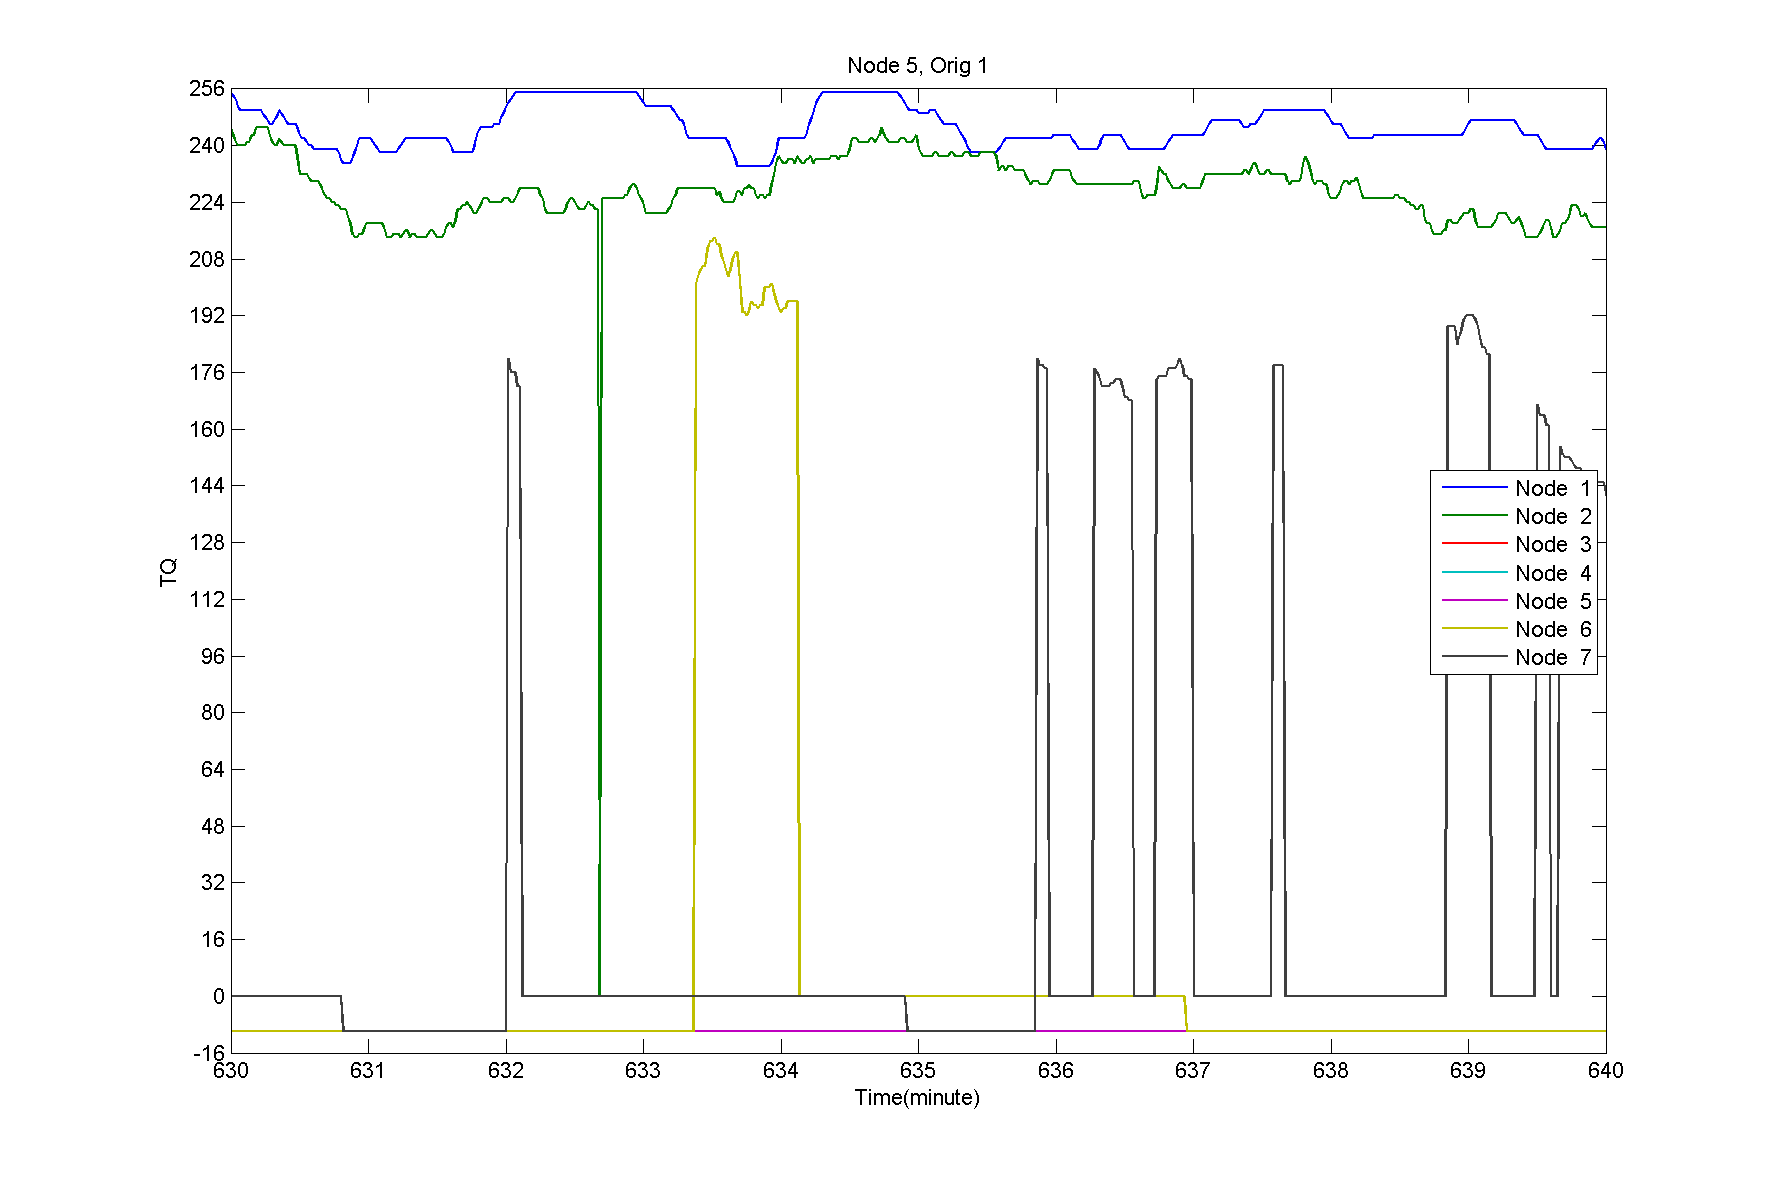 Node 5, Orig 1
256
240
224
208
192
176
160
144
128
112
96
80
64
48
32
16
0
-16
TQ
Node 1
Node 2
Node 3
Node 4
Node 5
Node 6
Node 7
630 631 632 633 634 635 636 637 638 639 640
Time(minute)